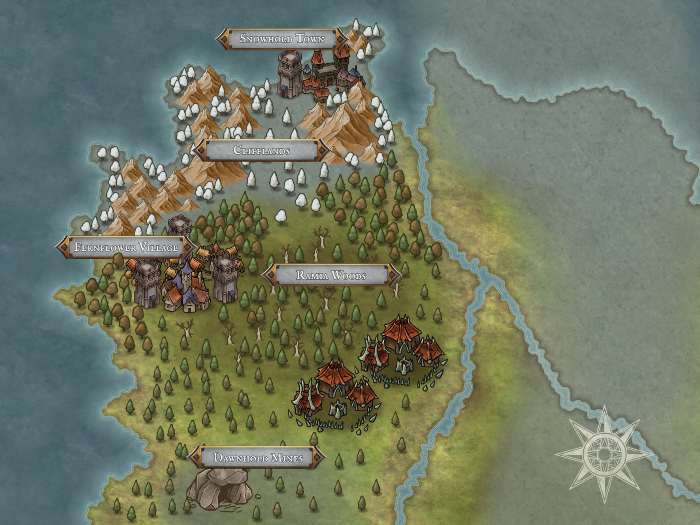 Snowhold Town
Clifflands
Fernflower Village
Ramia Woods
Dawnhold Mines